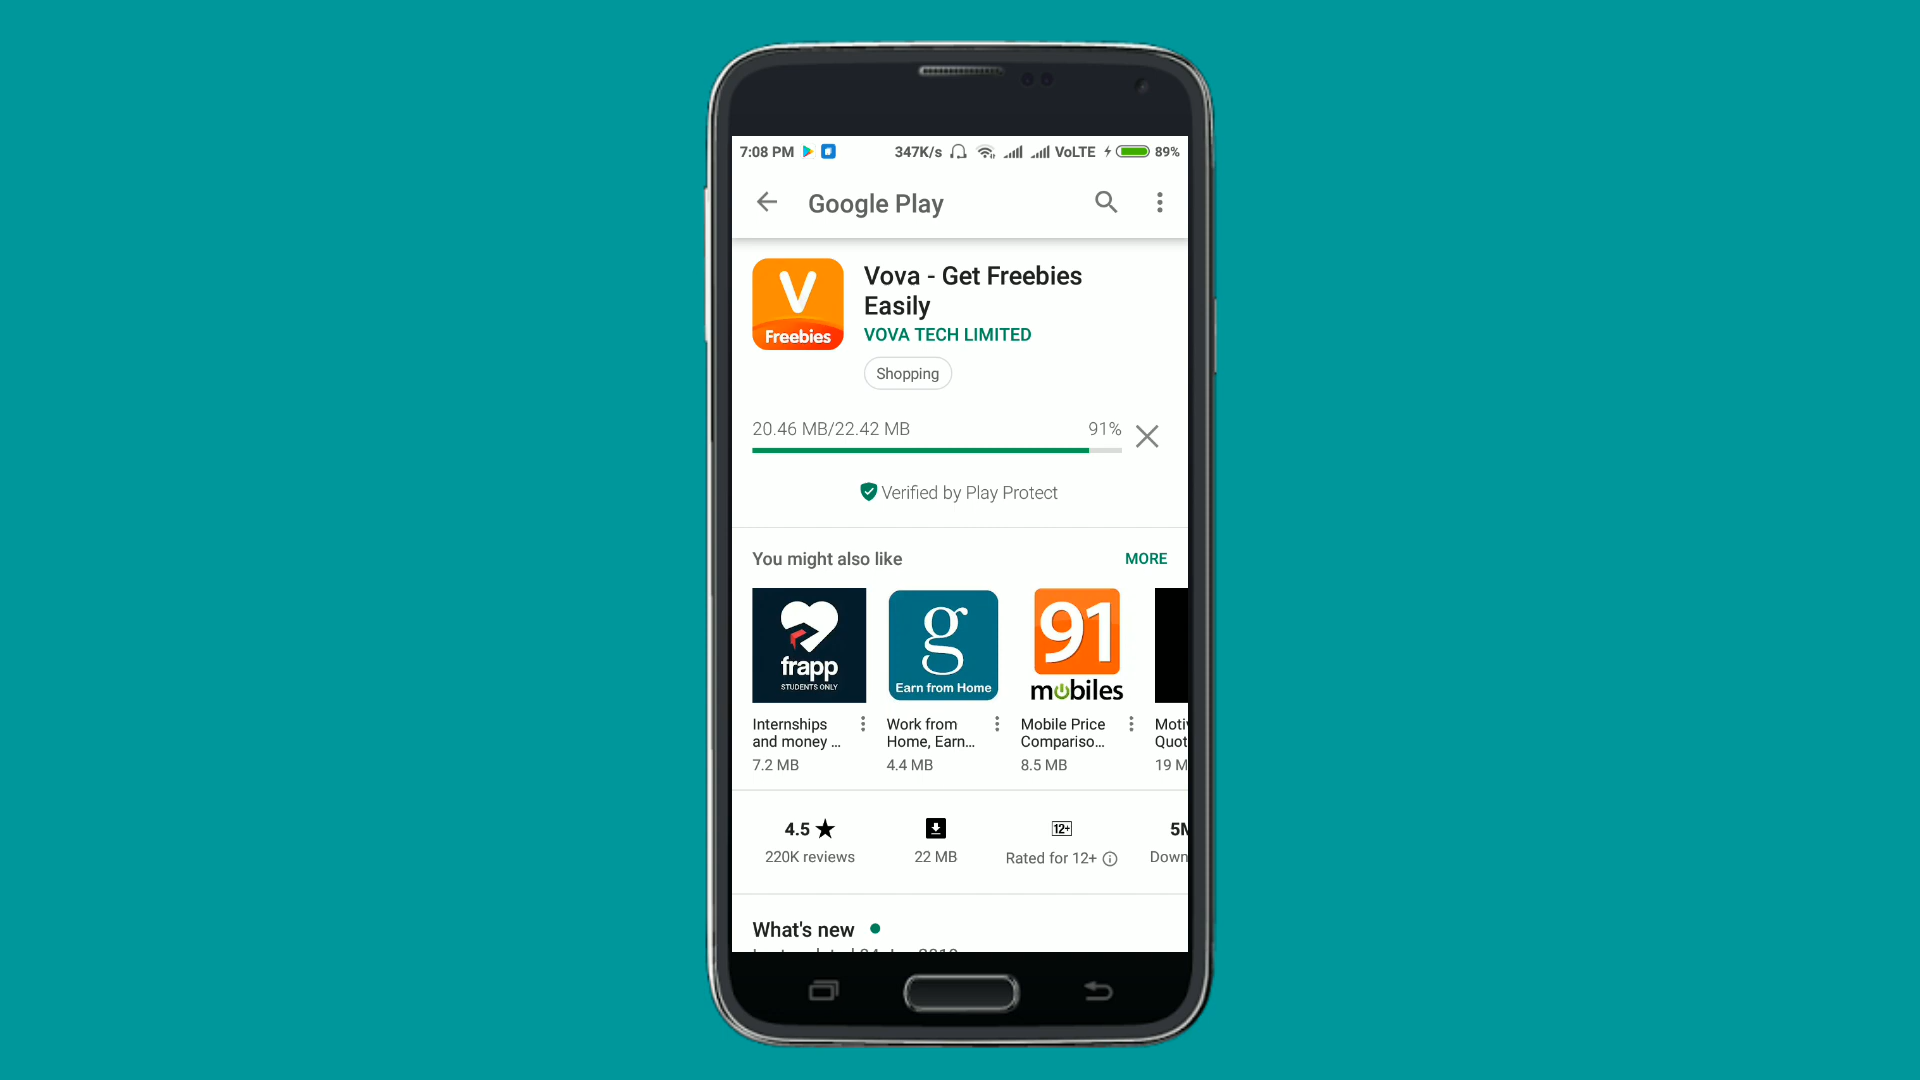 7:08 PM 347K/s VoLTE 89%
Google Play
V
Freebies
Vova - Get Freebies
Easily
VOVA TECH LIMITED
Shopping
20.46 MB/22.42 MB 91%
Verified by Play Protect
You might also like MORE
frapp
STUDENTS ONLY
g
Earn from Home
91
mobiles
Internships
and money ...
7.2 MB
Work from
Home, Earn...
4.4 MB
Mobile Price
Compariso...
8.5 MB
Moti
Quot
19 M
4.5
220K reviews
22 MB
12+
Rated for 12+
5M
Down
What's new